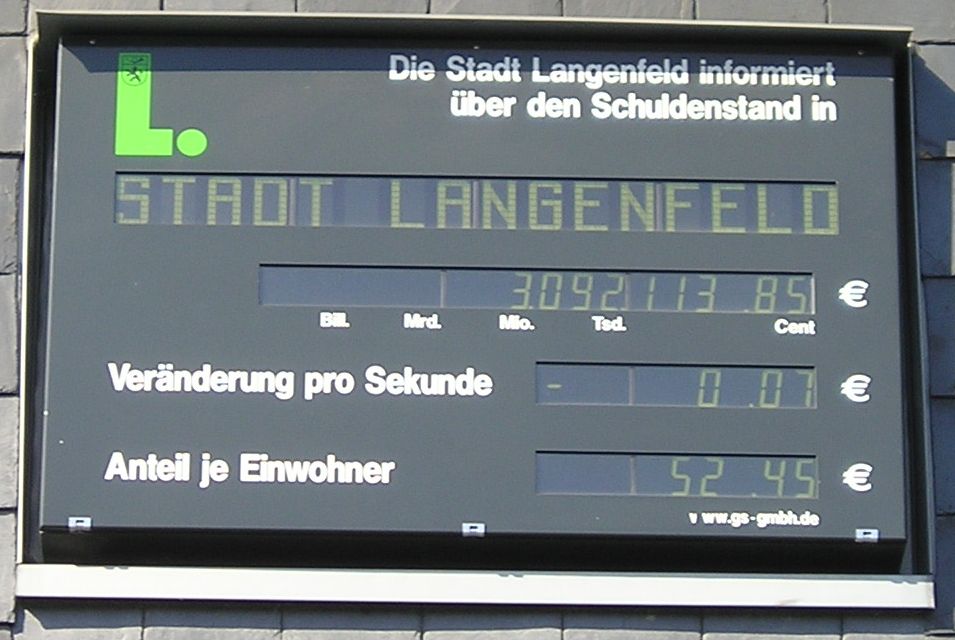 L.
Die Stadt Langenfeld informiert
über den Schuldenstand in
STADT LANGENFELD
3.092 113 .85 €
Bill. Mrd. Mio. Tsd. Cent
Veränderung pro Sekunde - 0 .07 €
Anteil je Einwohner 52 .45 €
www.gs-gmbh.de